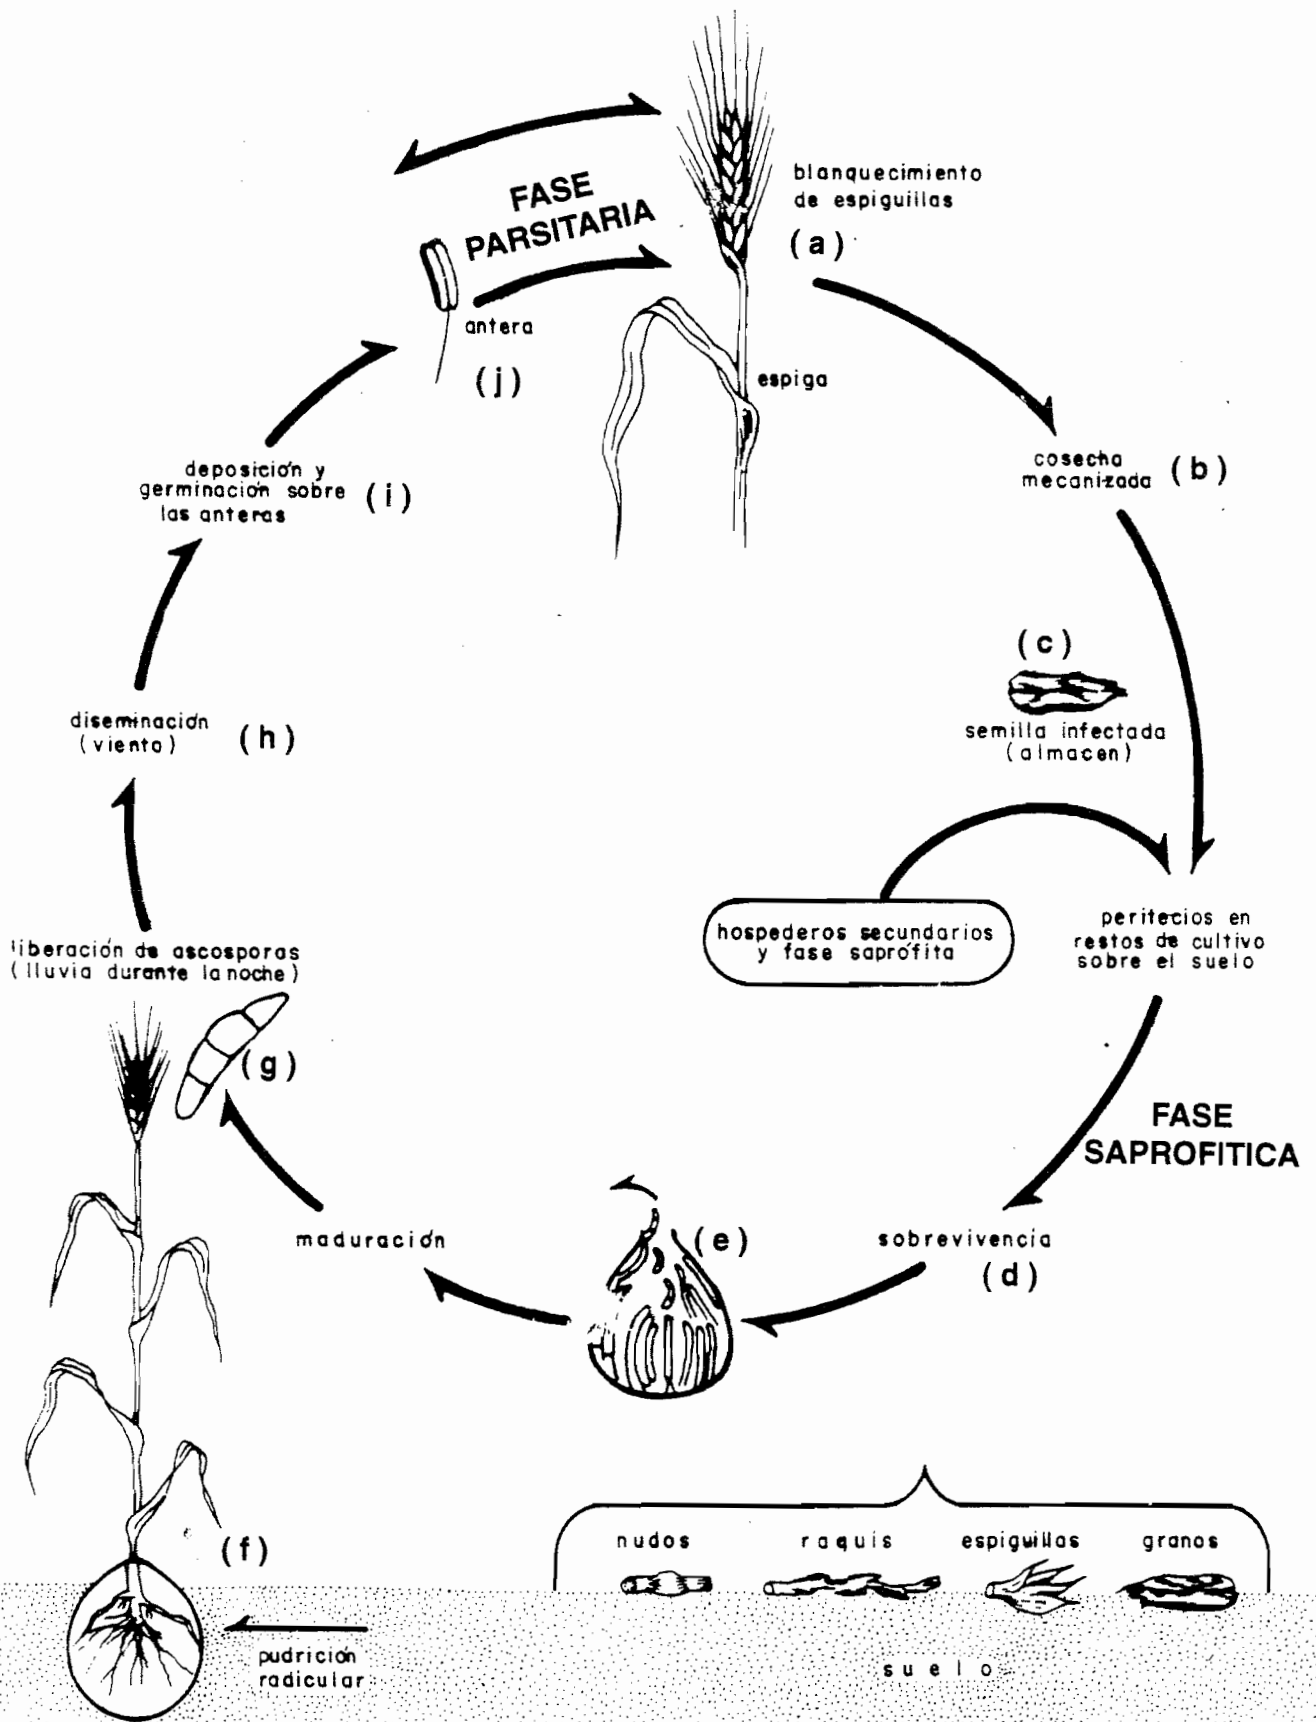 FASE
PARSITARIA
blanquecimiento
de espiguillas
(a)
antera
(j)
espiga
cosecha
mecanizada
(b)
deposición y
germinación sobre
las anteras
(i)
(c)
semilla infectada
(almacen)
diseminación
(viento)
(h)
hospederos secundarios
y fase saprófita
peritecios en
restos de cultivo
sobre el suelo
liberación de ascosporas
(lluvia durante la noche)
(g)
FASE
SAPROFITICA
maduración
(e)
sobrevivencia
(d)
(f)
nudos
raquis
espiguillas
granos
pudrición
radicular
suelo